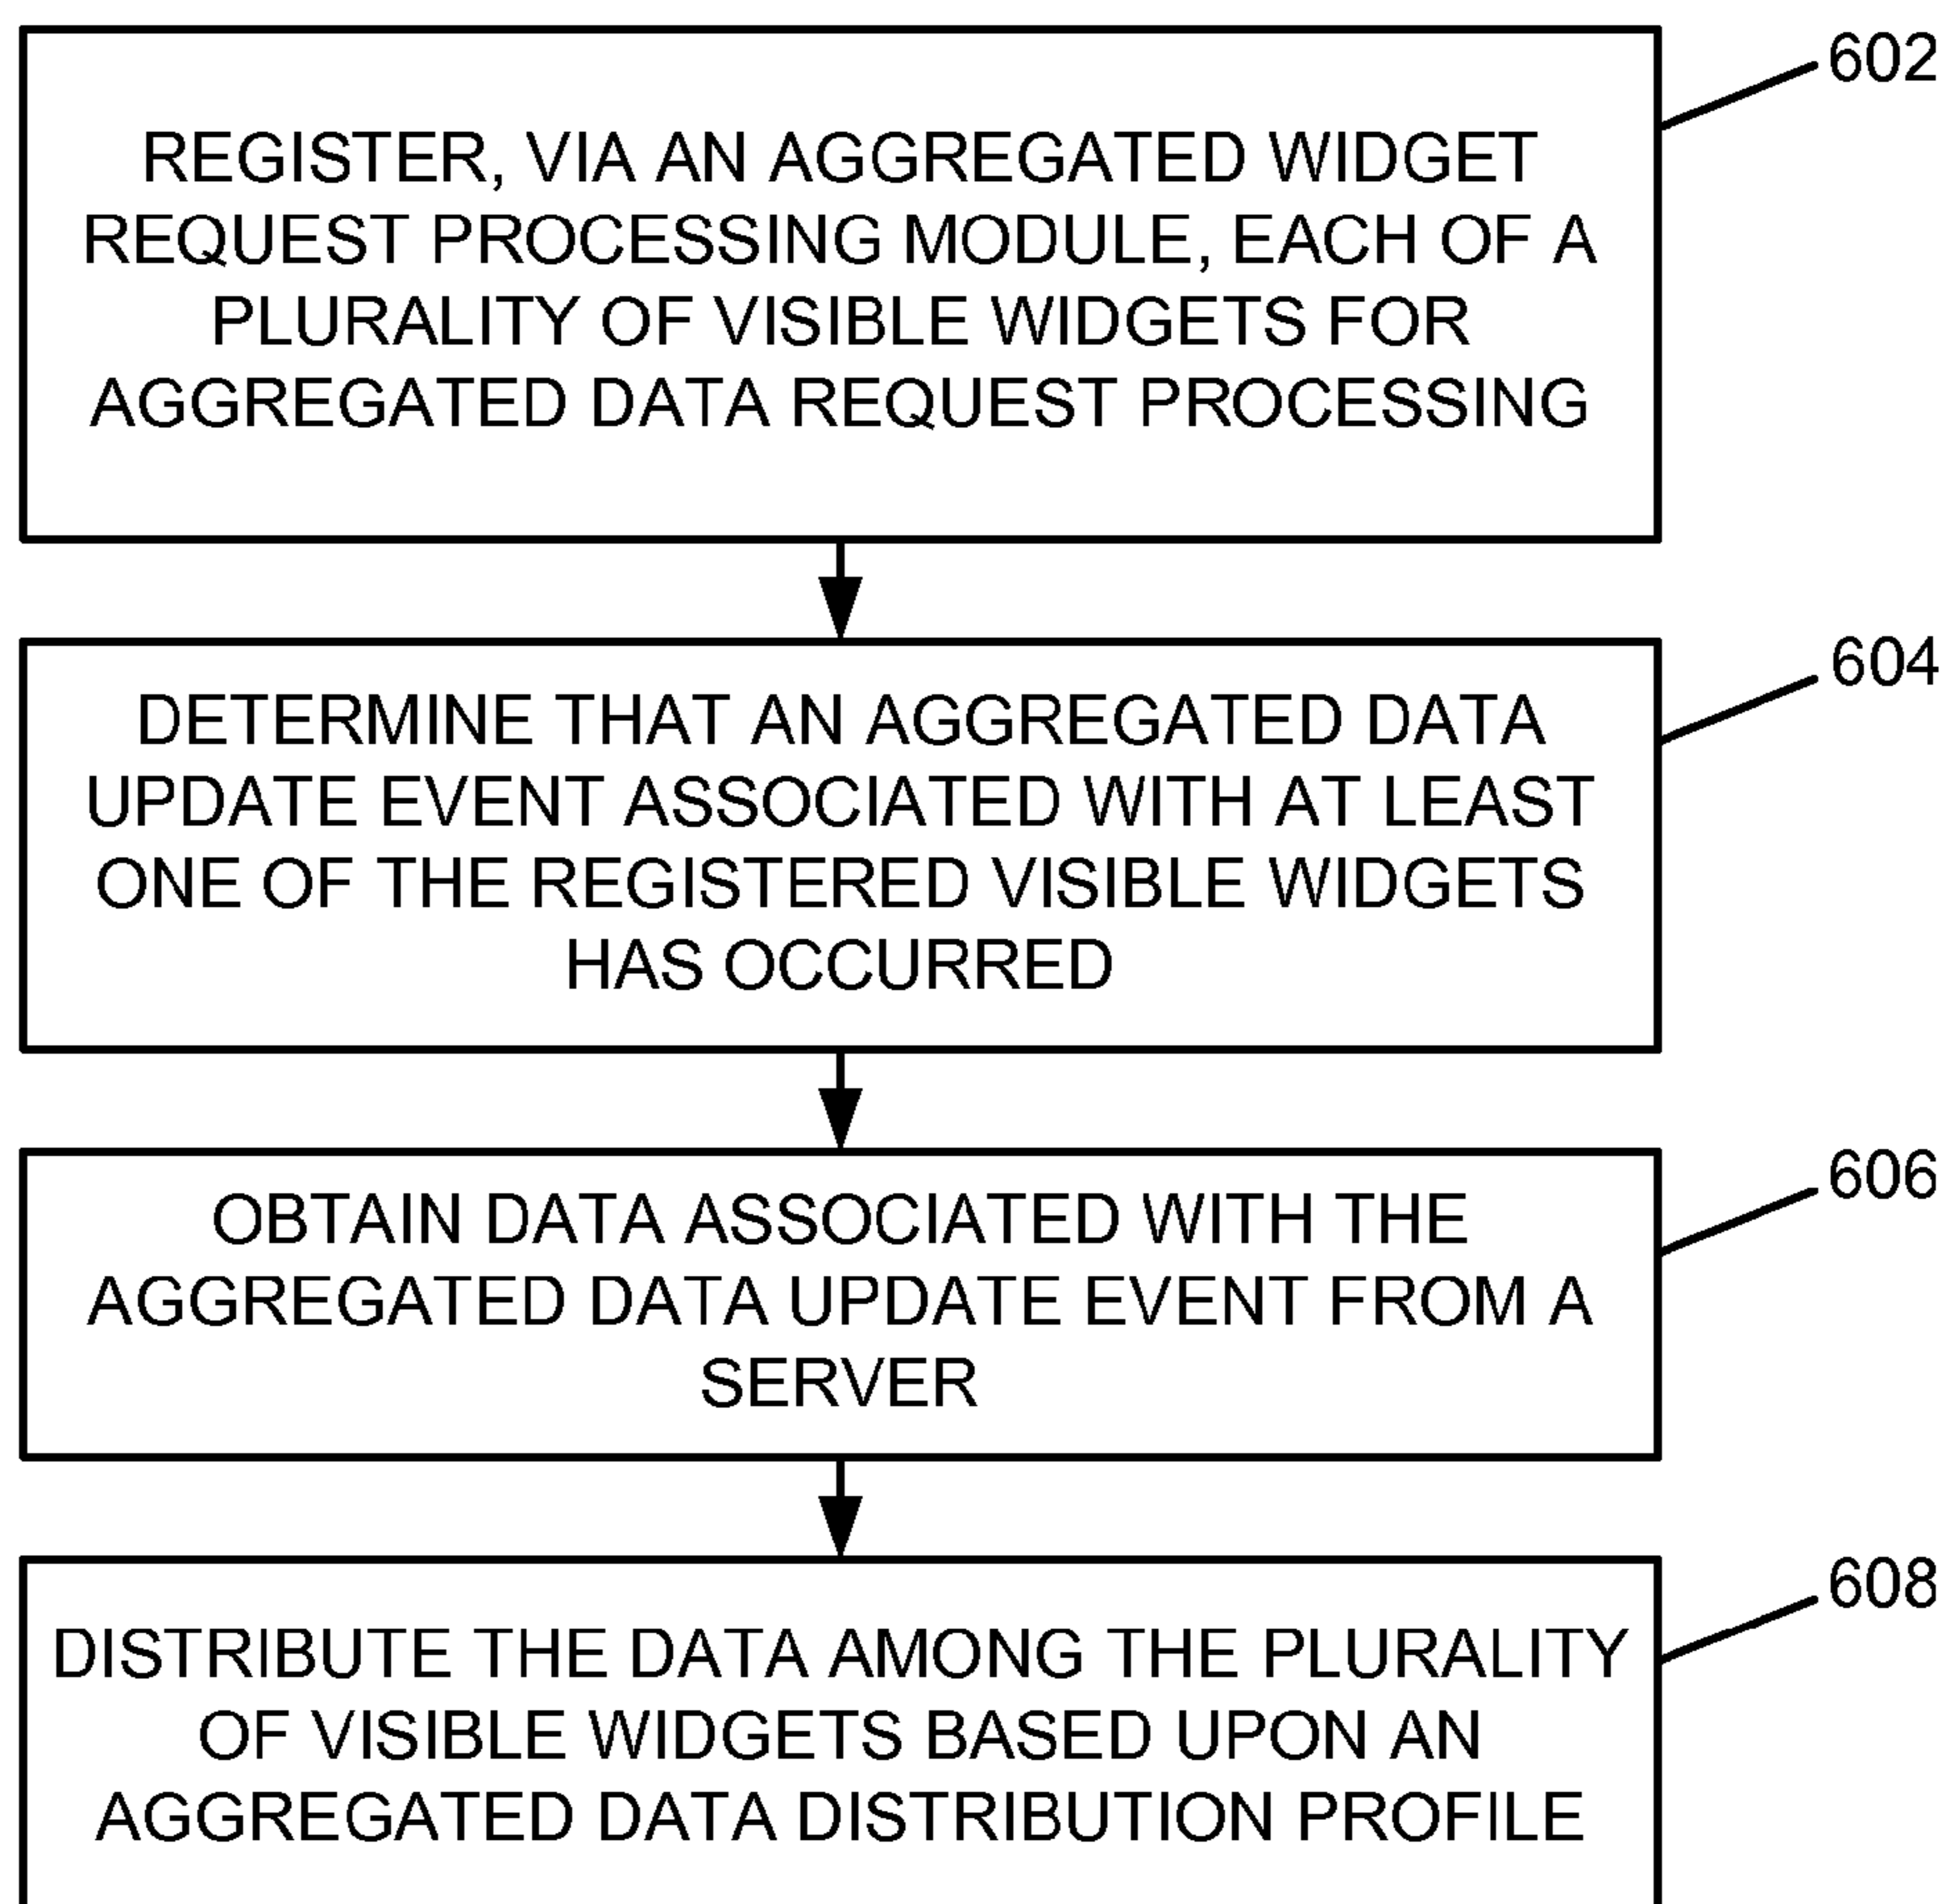 602
REGISTER, VIA AN AGGREGATED WIDGET
REQUEST PROCESSING MODULE, EACH OF A
PLURALITY OF VISIBLE WIDGETS FOR
AGGREGATED DATA REQUEST PROCESSING
604
DETERMINE THAT AN AGGREGATED DATA
UPDATE EVENT ASSOCIATED WITH AT LEAST
ONE OF THE REGISTERED VISIBLE WIDGETS
HAS OCCURRED
606
OBTAIN DATA ASSOCIATED WITH THE
AGGREGATED DATA UPDATE EVENT FROM A
SERVER
608
DISTRIBUTE THE DATA AMONG THE PLURALITY
OF VISIBLE WIDGETS BASED UPON AN
AGGREGATED DATA DISTRIBUTION PROFILE